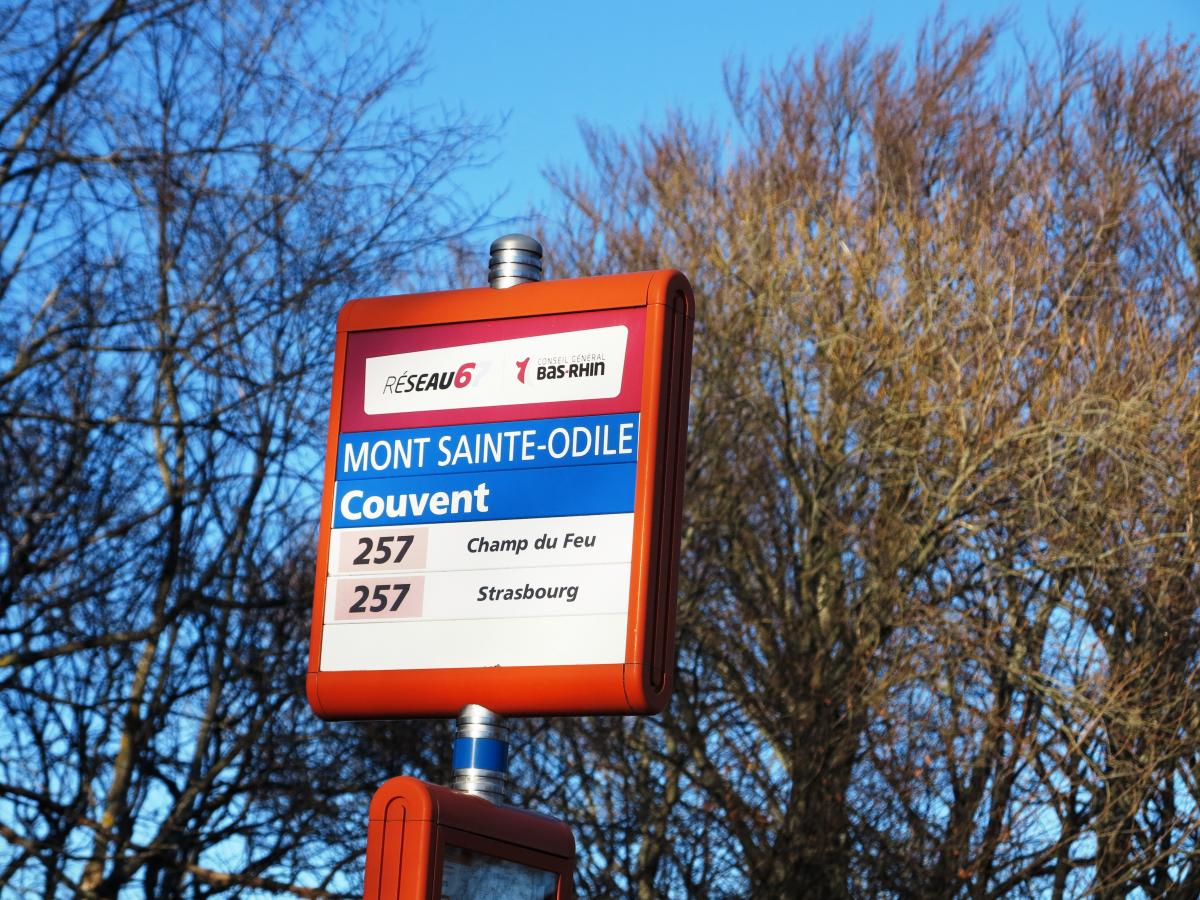 RÉSEAU67
CONSEIL GÉNÉRAL
BAS-RHIN
MONT SAINTE-ODILE
Couvent
257 Champ du Feu
257 Strasbourg